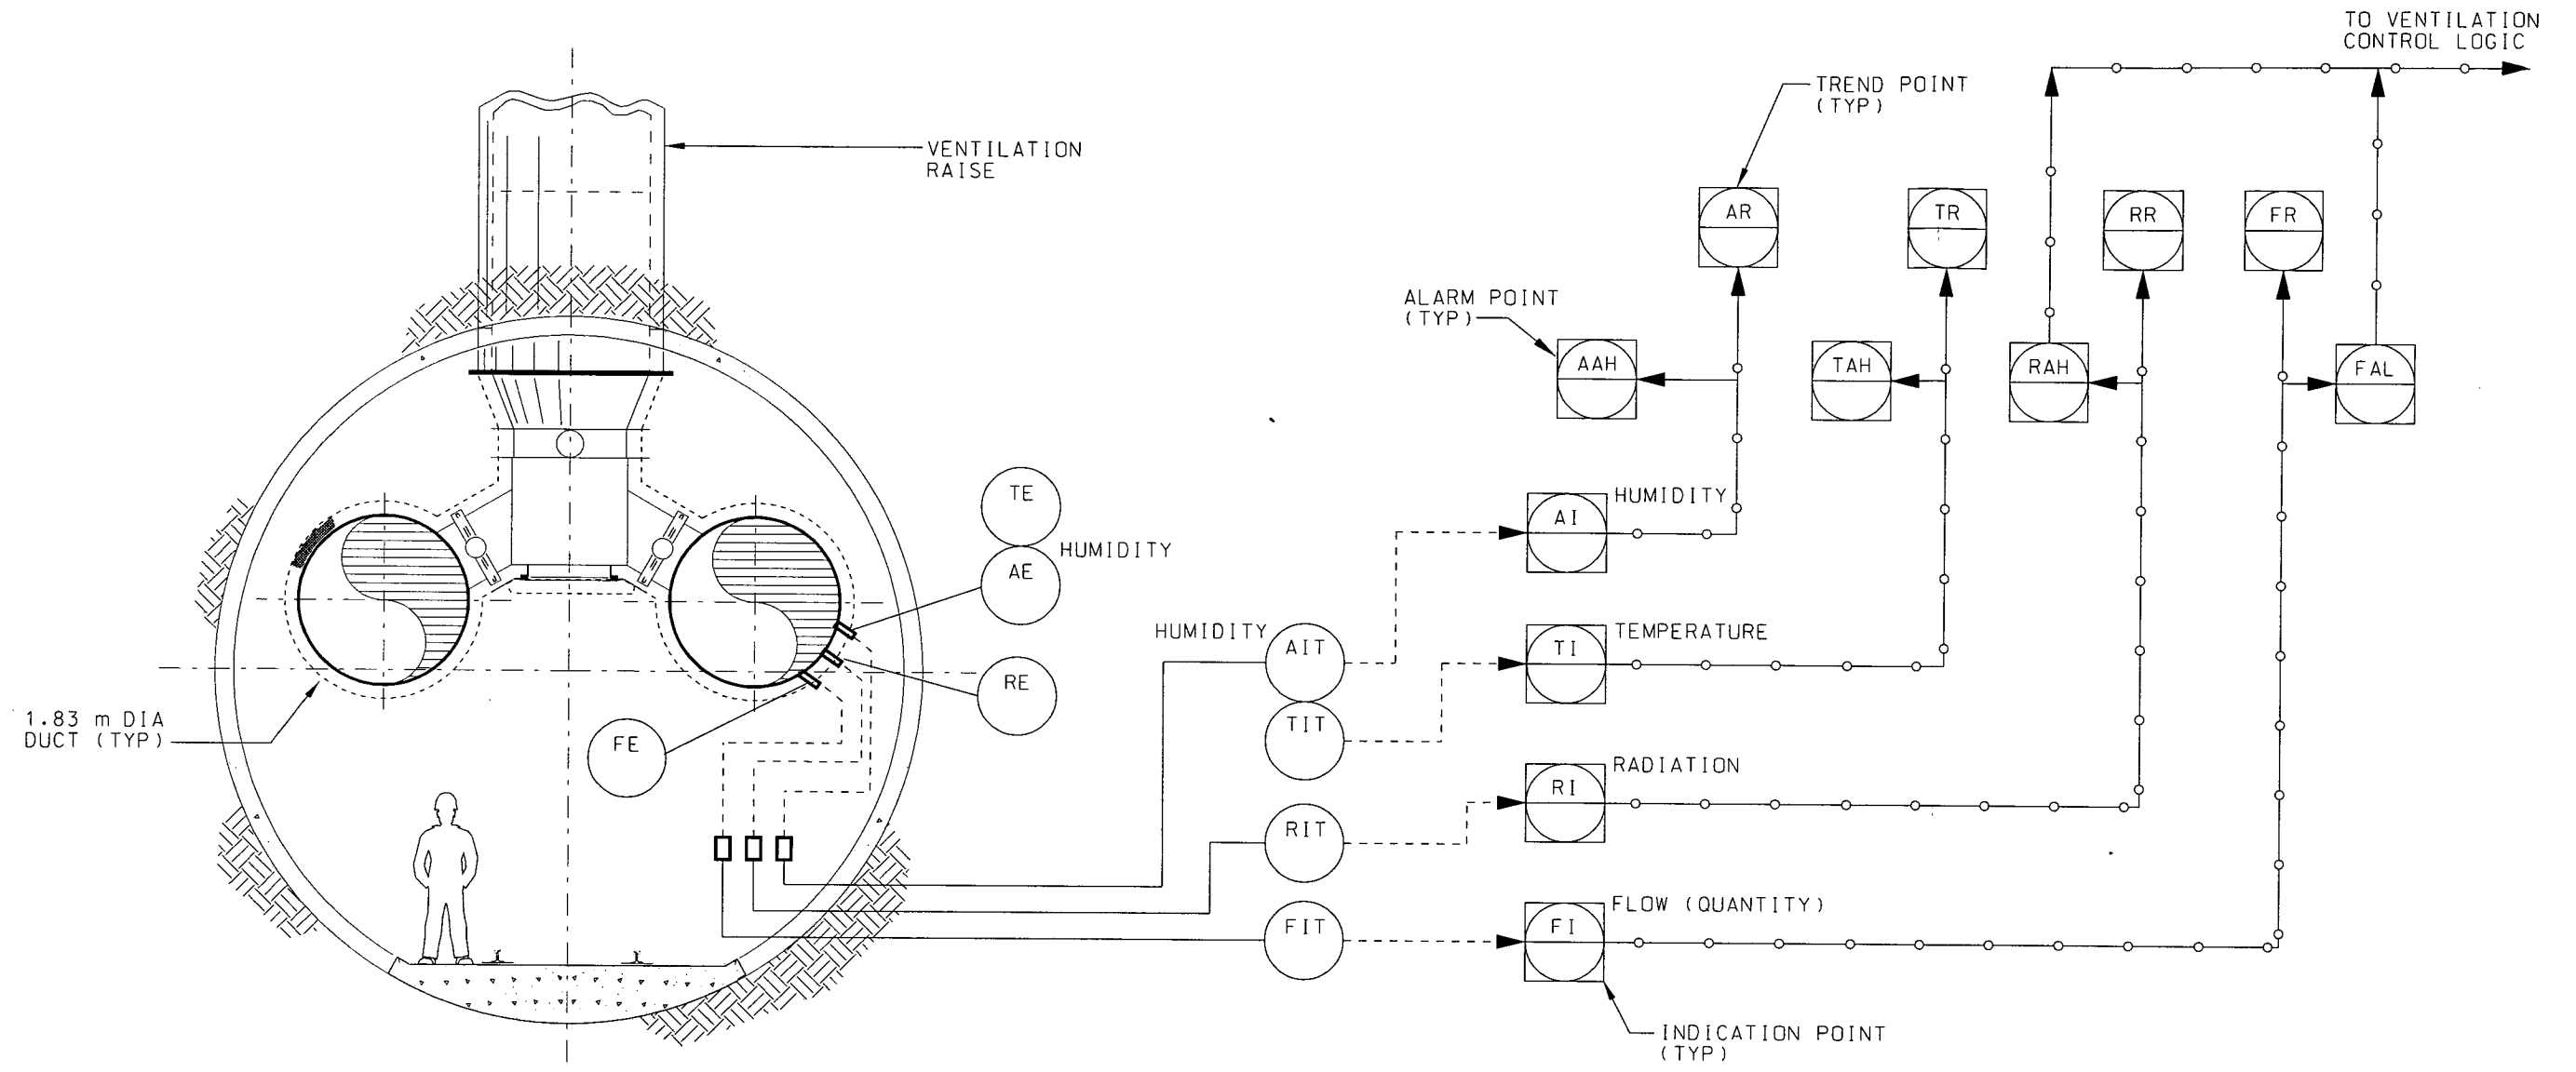 TO VENTILATION
CONTROL LOGIC
TREND POINT
(TYP)
VENTILATION
RAISE
AR
TR
RR
FR
ALARM POINT
(TYP)
AAH
TAH
RAH
FAL
TE
HUMIDITY
AE
AI
HUMIDITY
HUMIDITY
AIT
TI
TEMPERATURE
RE
1.83 m DIA
DUCT (TYP)
FE
TIT
RI
RADIATION
RIT
FIT
FI
FLOW (QUANTITY)
INDICATION POINT
(TYP)